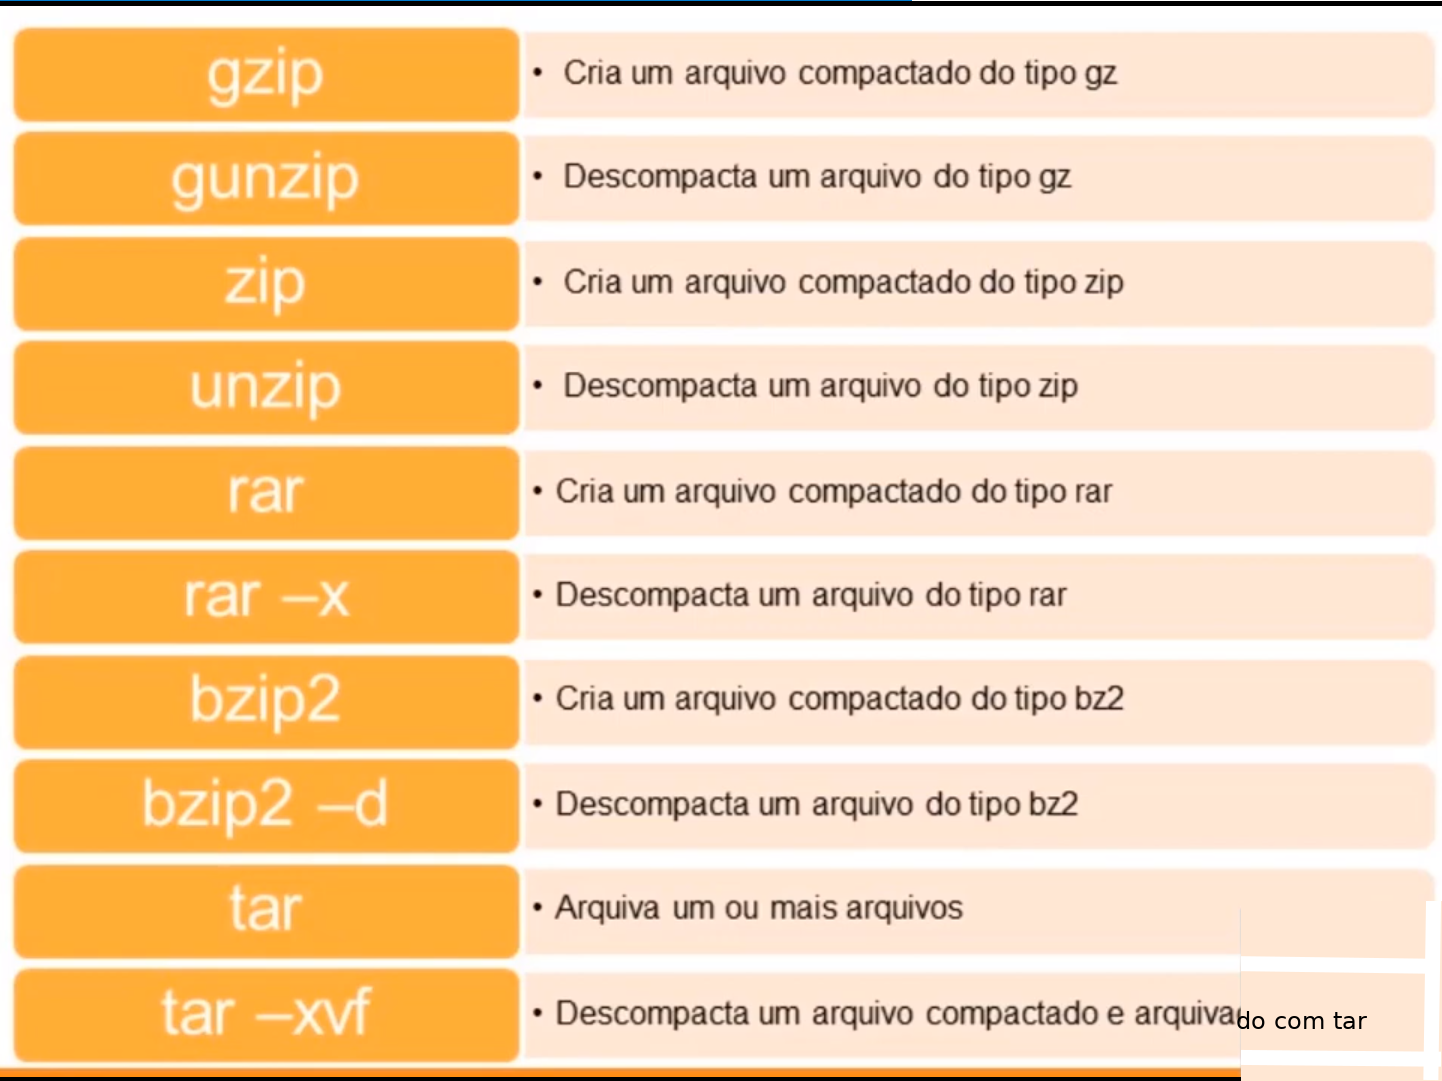 gzip
• Cria um arquivo compactado do tipo gz
gunzip
• Descompacta um arquivo do tipo gz
zip
• Cria um arquivo compactado do tipo zip
unzip
• Descompacta um arquivo do tipo zip
rar
• Cria um arquivo compactado do tipo rar
rar –x
• Descompacta um arquivo do tipo rar
bzip2
• Cria um arquivo compactado do tipo bz2
bzip2 –d
• Descompacta um arquivo do tipo bz2
tar
• Arquiva um ou mais arquivos
tar –xvf
• Descompacta um arquivo compactado e arquivado com tar